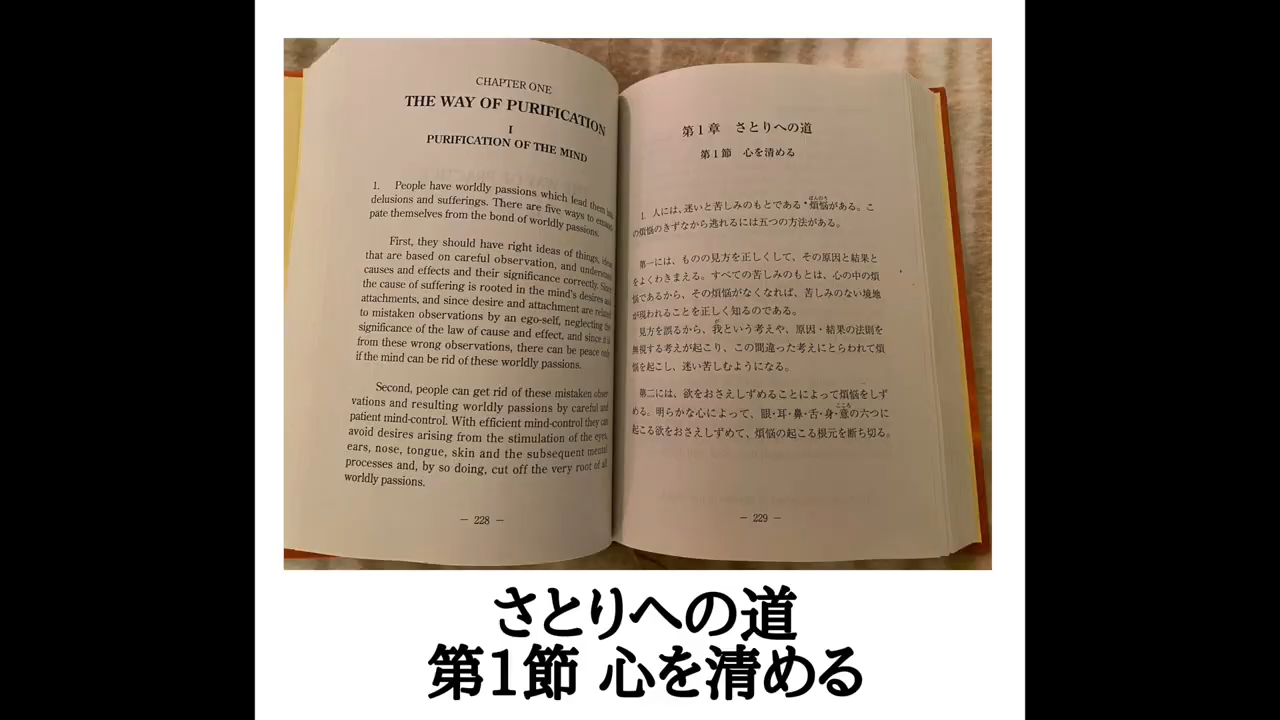 CHAPTER ONE
THE WAY OF PURIFICATION
I
PURIFICATION OF THE MIND
1. People have worldly passions which lead them
delusions and sufferings. There are five ways to
pate themselves from the bond of worldly passions.
First, they should have right ideas of things,
that are based on careful observation, and
causes and effects and their significance correctly. Since
the cause of suffering is rooted in the mind's desires and
attachments, and since desire and attachment are related
to mistaken observations by an ego-self, neglecting the
significance of the law of cause and effect, and since it is
from these wrong observations, there can be peace only
if the mind can be rid of these worldly passions.
Second, people can get rid of these mistaken obser
vations and resulting worldly passions by careful and
patient mind-control. With efficient mind-control they can
avoid desires arising from the stimulation of the eyes,
ears, nose, tongue, skin and the subsequent mental
processes and, by so doing, cut off the very root of all
worldly passions.
— 228 —
第1章 さとりへの道
第1節 心を清める
ぼんのう
1. 人には、迷いと苦しみのもとである*煩悩がある。こ
の煩悩のきずなから逃れるには五つの方法がある。
第一には、ものの見方を正しくして、その原因と結果と
をよくわきまえる。すべての苦しみのもとは、心の中の煩
悩であるから、その煩悩がなくなれば、苦しみのない境地
が現われることを正しく知るのである。
が
見方を誤るから、我という考えや、原因・結果の法則を
無視する考えが起こり、この間違った考えにとらわれて煩
悩を起こし、迷い苦しむようになる。
第二には、欲をおさえしずめることによって煩悩をしず
こころ
める。明らかな心によって、眼・耳・鼻・舌・身・意の六つに
起こる欲をおさえしずめて、煩悩の起こる根元を断ち切る。
— 229 —
さとりへの道
第1節 心を清める